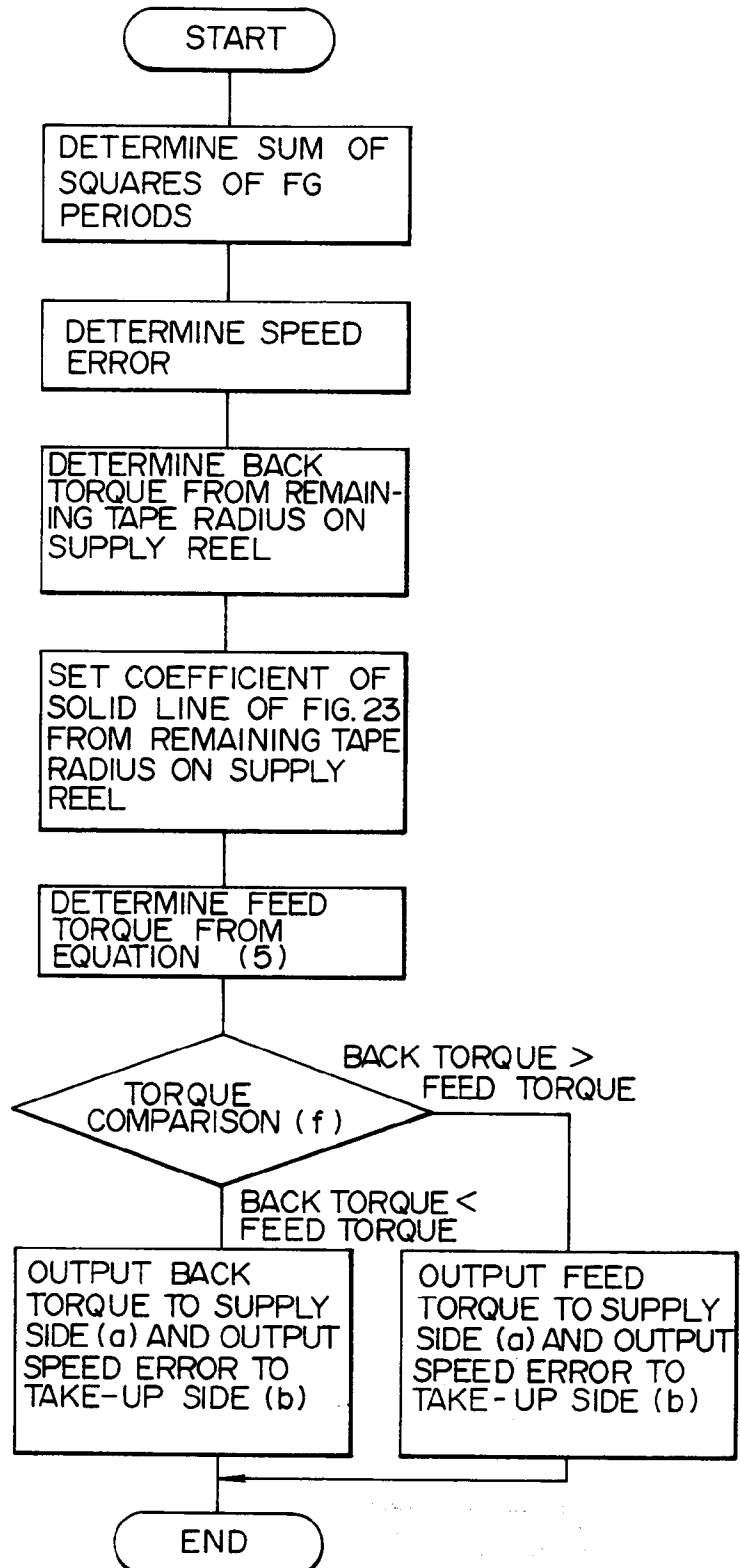 START
DETERMINE SUM OF
SQUARES OF FG
PERIODS
DETERMINE SPEED
ERROR
DETERMINE BACK
TORQUE FROM REMAIN-
ING TAPE RADIUS ON
SUPPLY REEL
SET COEFFICIENT OF
SOLID LINE OF FIG. 23
FROM REMAINING TAPE
RADIUS ON SUPPLY
REEL
DETERMINE FEED
TORQUE FROM
EQUATION (5)
TORQUE
COMPARISON (f)
BACK TORQUE >
FEED TORQUE
BACK TORQUE <
FEED TORQUE
OUTPUT BACK
TORQUE TO SUPPLY
SIDE (a) AND OUTPUT
SPEED ERROR TO
TAKE-UP SIDE (b)
OUTPUT FEED
TORQUE TO SUPPLY
SIDE (a) AND OUTPUT
SPEED ERROR TO
TAKE-UP SIDE (b)
END